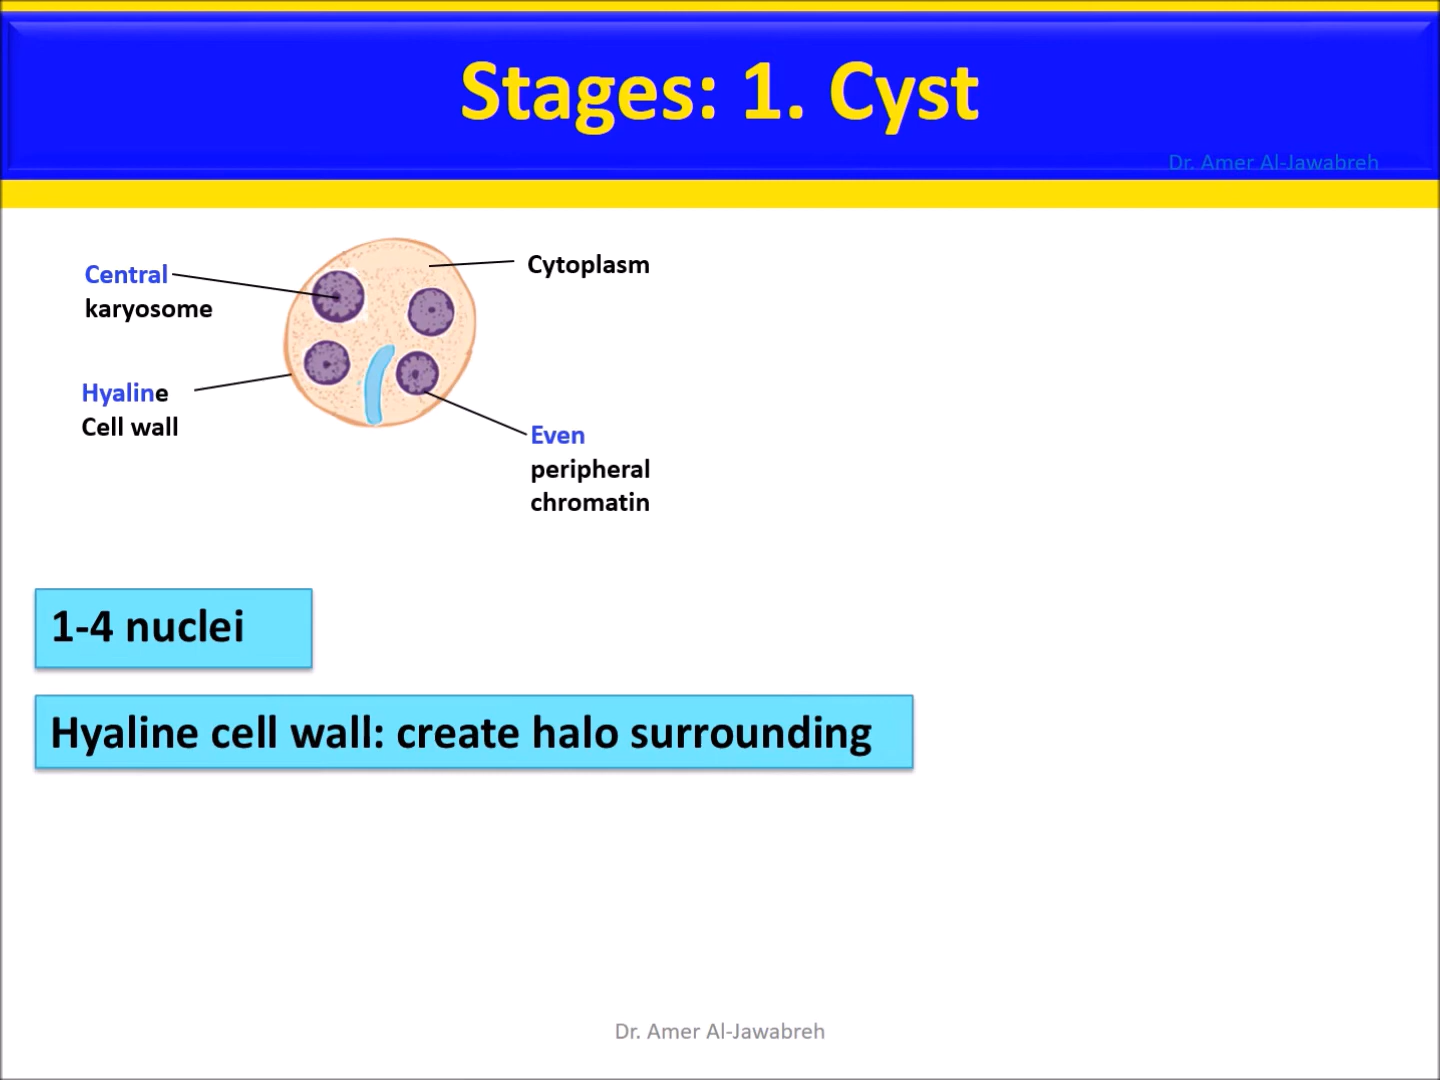 Stages: 1. Cyst
Dr. Amer Al-Jawabreh
Central
karyosome
Cytoplasm
Hyaline
Cell wall
Even
peripheral
chromatin
1-4 nuclei
Hyaline cell wall: create halo surrounding
Dr. Amer Al-Jawabreh